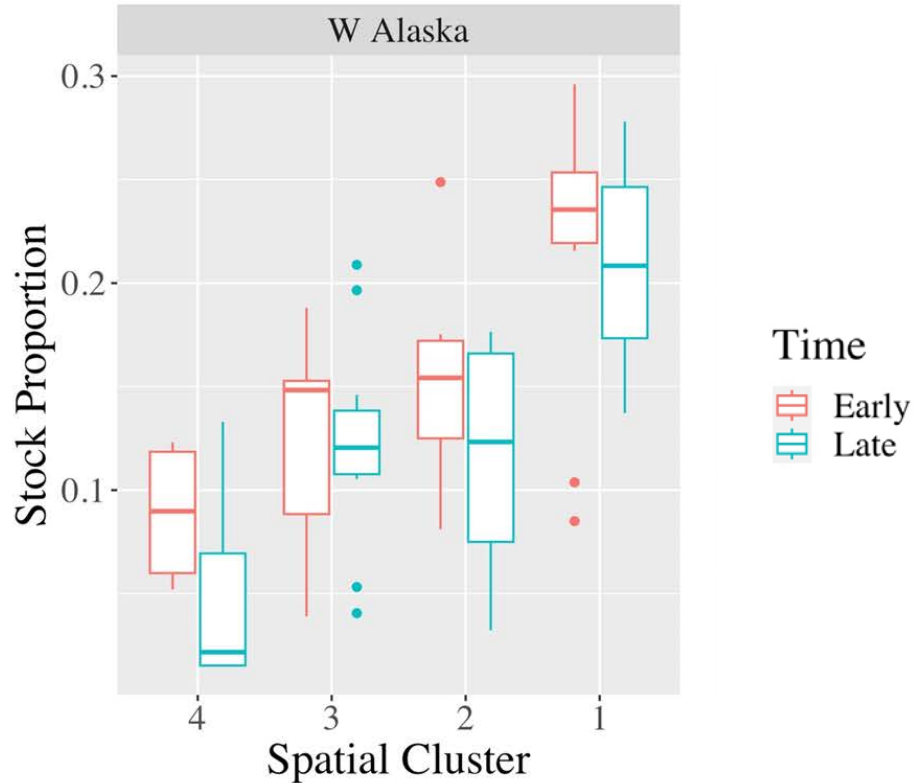 W Alaska
0.3
0.2
0.1
Stock Proportion
4 3 2 1
Spatial Cluster
Time
Early
Late